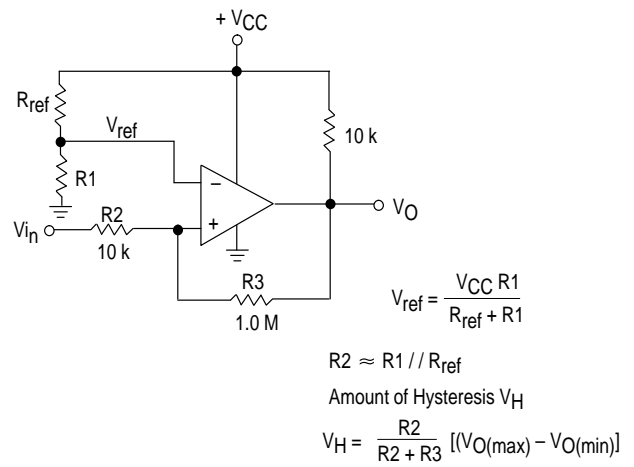 + VCC
Rref
Vref
10 k
R1
−
+
Vin
R2
10 k
VO
R3
1.0 M
Vref = VCC R1 / Rref + R1
R2 ≈ R1 // Rref
Amount of Hysteresis VH
VH = R2 / R2 + R3 [(VO(max) − VO(min)]